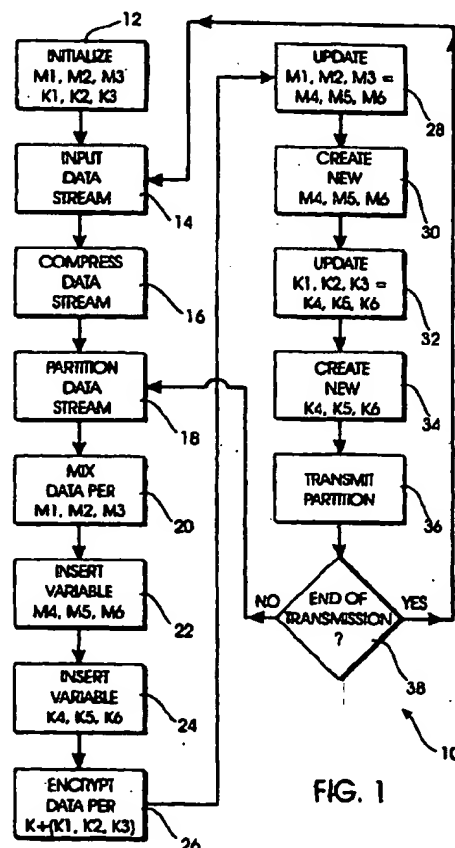 12
INITIALIZE
M1, M2, M3
K1, K2, K3
INPUT
DATA
STREAM
14
COMPRESS
DATA
STREAM
16
PARTITION
DATA
STREAM
18
MIX
DATA PER
M1, M2, M3
20
INSERT
VARIABLE
M4, M5, M6
22
INSERT
VARIABLE
K4, K5, K6
24
ENCRYPT
DATA PER
K+(K1, K2, K3)
26
UPDATE
M1, M2, M3 =
M4, M5, M6
28
CREATE
NEW
M4, M5, M6
30
UPDATE
K1, K2, K3 =
K4, K5, K6
32
CREATE
NEW
K4, K5, K6
34
TRANSMIT
PARTITION
36
NO
END OF
TRANSMISSION
?
YES
38
10
FIG. 1